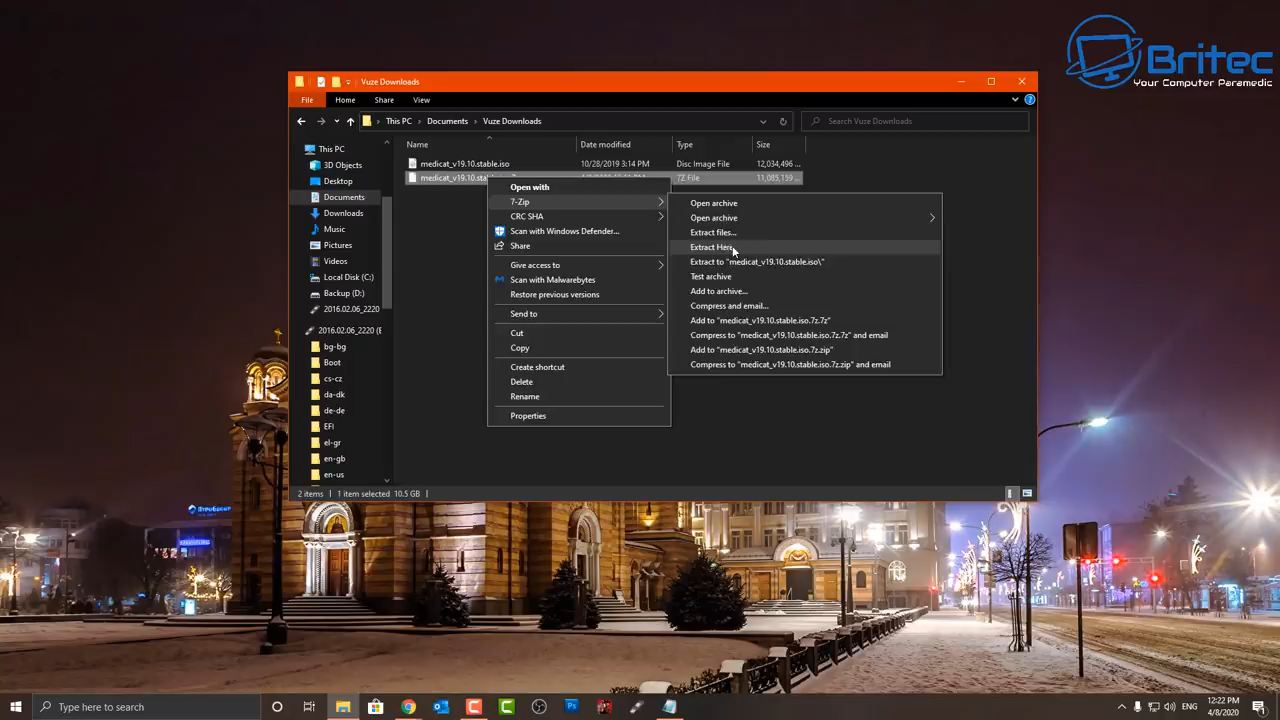 Britec
Your Computer Paramedic
Vuze Downloads
File Home Share View
This PC Documents Vuze Downloads
Search Vuze Downloads
Name Date modified Type Size
medicat_v19.10.stable.iso 10/28/2019 3:14 PM Disc Image File 12,034,496 ...
medicat_v19.10 7Z File 11,085,159 ...
This PC
3D Objects
Desktop
Documents
Downloads
Music
Pictures
Videos
Local Disk (C:)
Backup (D:)
2016.02.06_2220
2016.02.06_2220 (E
bg-bg
Boot
cs-cz
da-dk
de-de
EFI
el-gr
en-gb
en-us
Open with
7-Zip
CRC SHA
Scan with Windows Defender...
Share
Give access to
Scan with Malwarebytes
Restore previous versions
Send to
Cut
Copy
Create shortcut
Delete
Rename
Properties
Open archive
Open archive
Extract files...
Extract Here
Extract to "medicat_v19.10.stable.iso\"
Test archive
Add to archive...
Compress and email...
Add to "medicat_v19.10.stable.iso.7z.7z"
Compress to "medicat_v19.10.stable.iso.7z.7z" and email
Add to "medicat_v19.10.stable.iso.7z.zip"
Compress to "medicat_v19.10.stable.iso.7z.zip" and email
2 items 1 item selected 10.5 GB
Type here to search
ENG
12:22 PM
4/8/2020